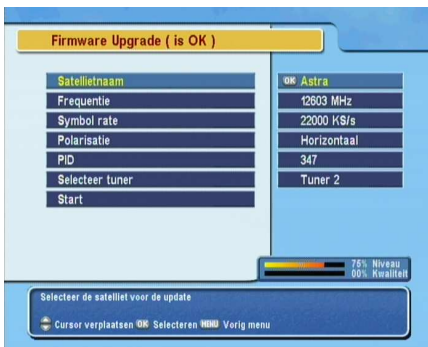 Firmware Upgrade ( is OK )
Satellietnaam OK Astra
Frequentie 12603 MHz
Symbol rate 22000 KS/s
Polarisatie Horizontaal
PID 347
Selecteer tuner Tuner 2
Start
75% Niveau
00% Kwaliteit
Selecteer de satelliet voor de update
Cursor verplaatsen OK Selecteren MENU Vorig menu